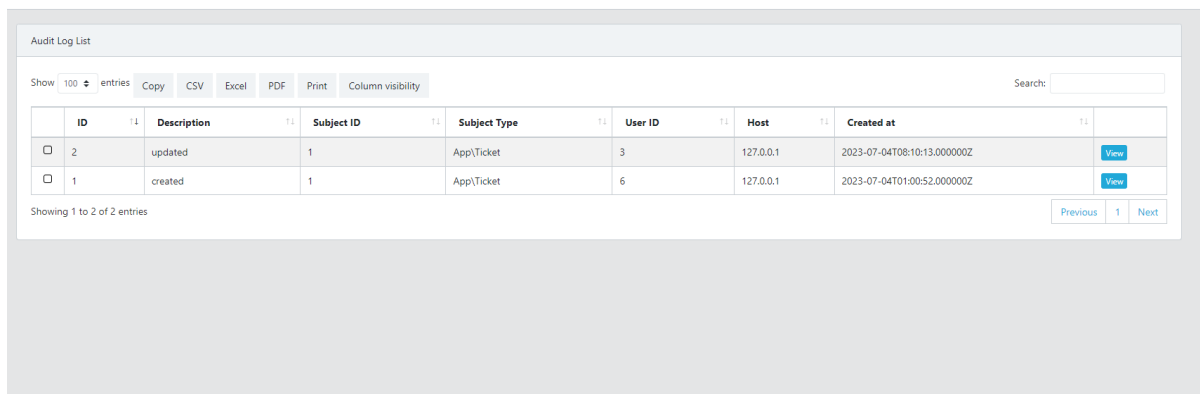 Audit Log List
Show 100 entries Copy CSV Excel PDF Print Column visibility Search:
ID Description Subject ID Subject Type User ID Host Created at
2 updated 1 App\Ticket 3 127.0.0.1 2023-07-04T08:10:13.000000Z View
1 created 1 App\Ticket 6 127.0.0.1 2023-07-04T01:00:52.000000Z View
Showing 1 to 2 of 2 entries Previous 1 Next